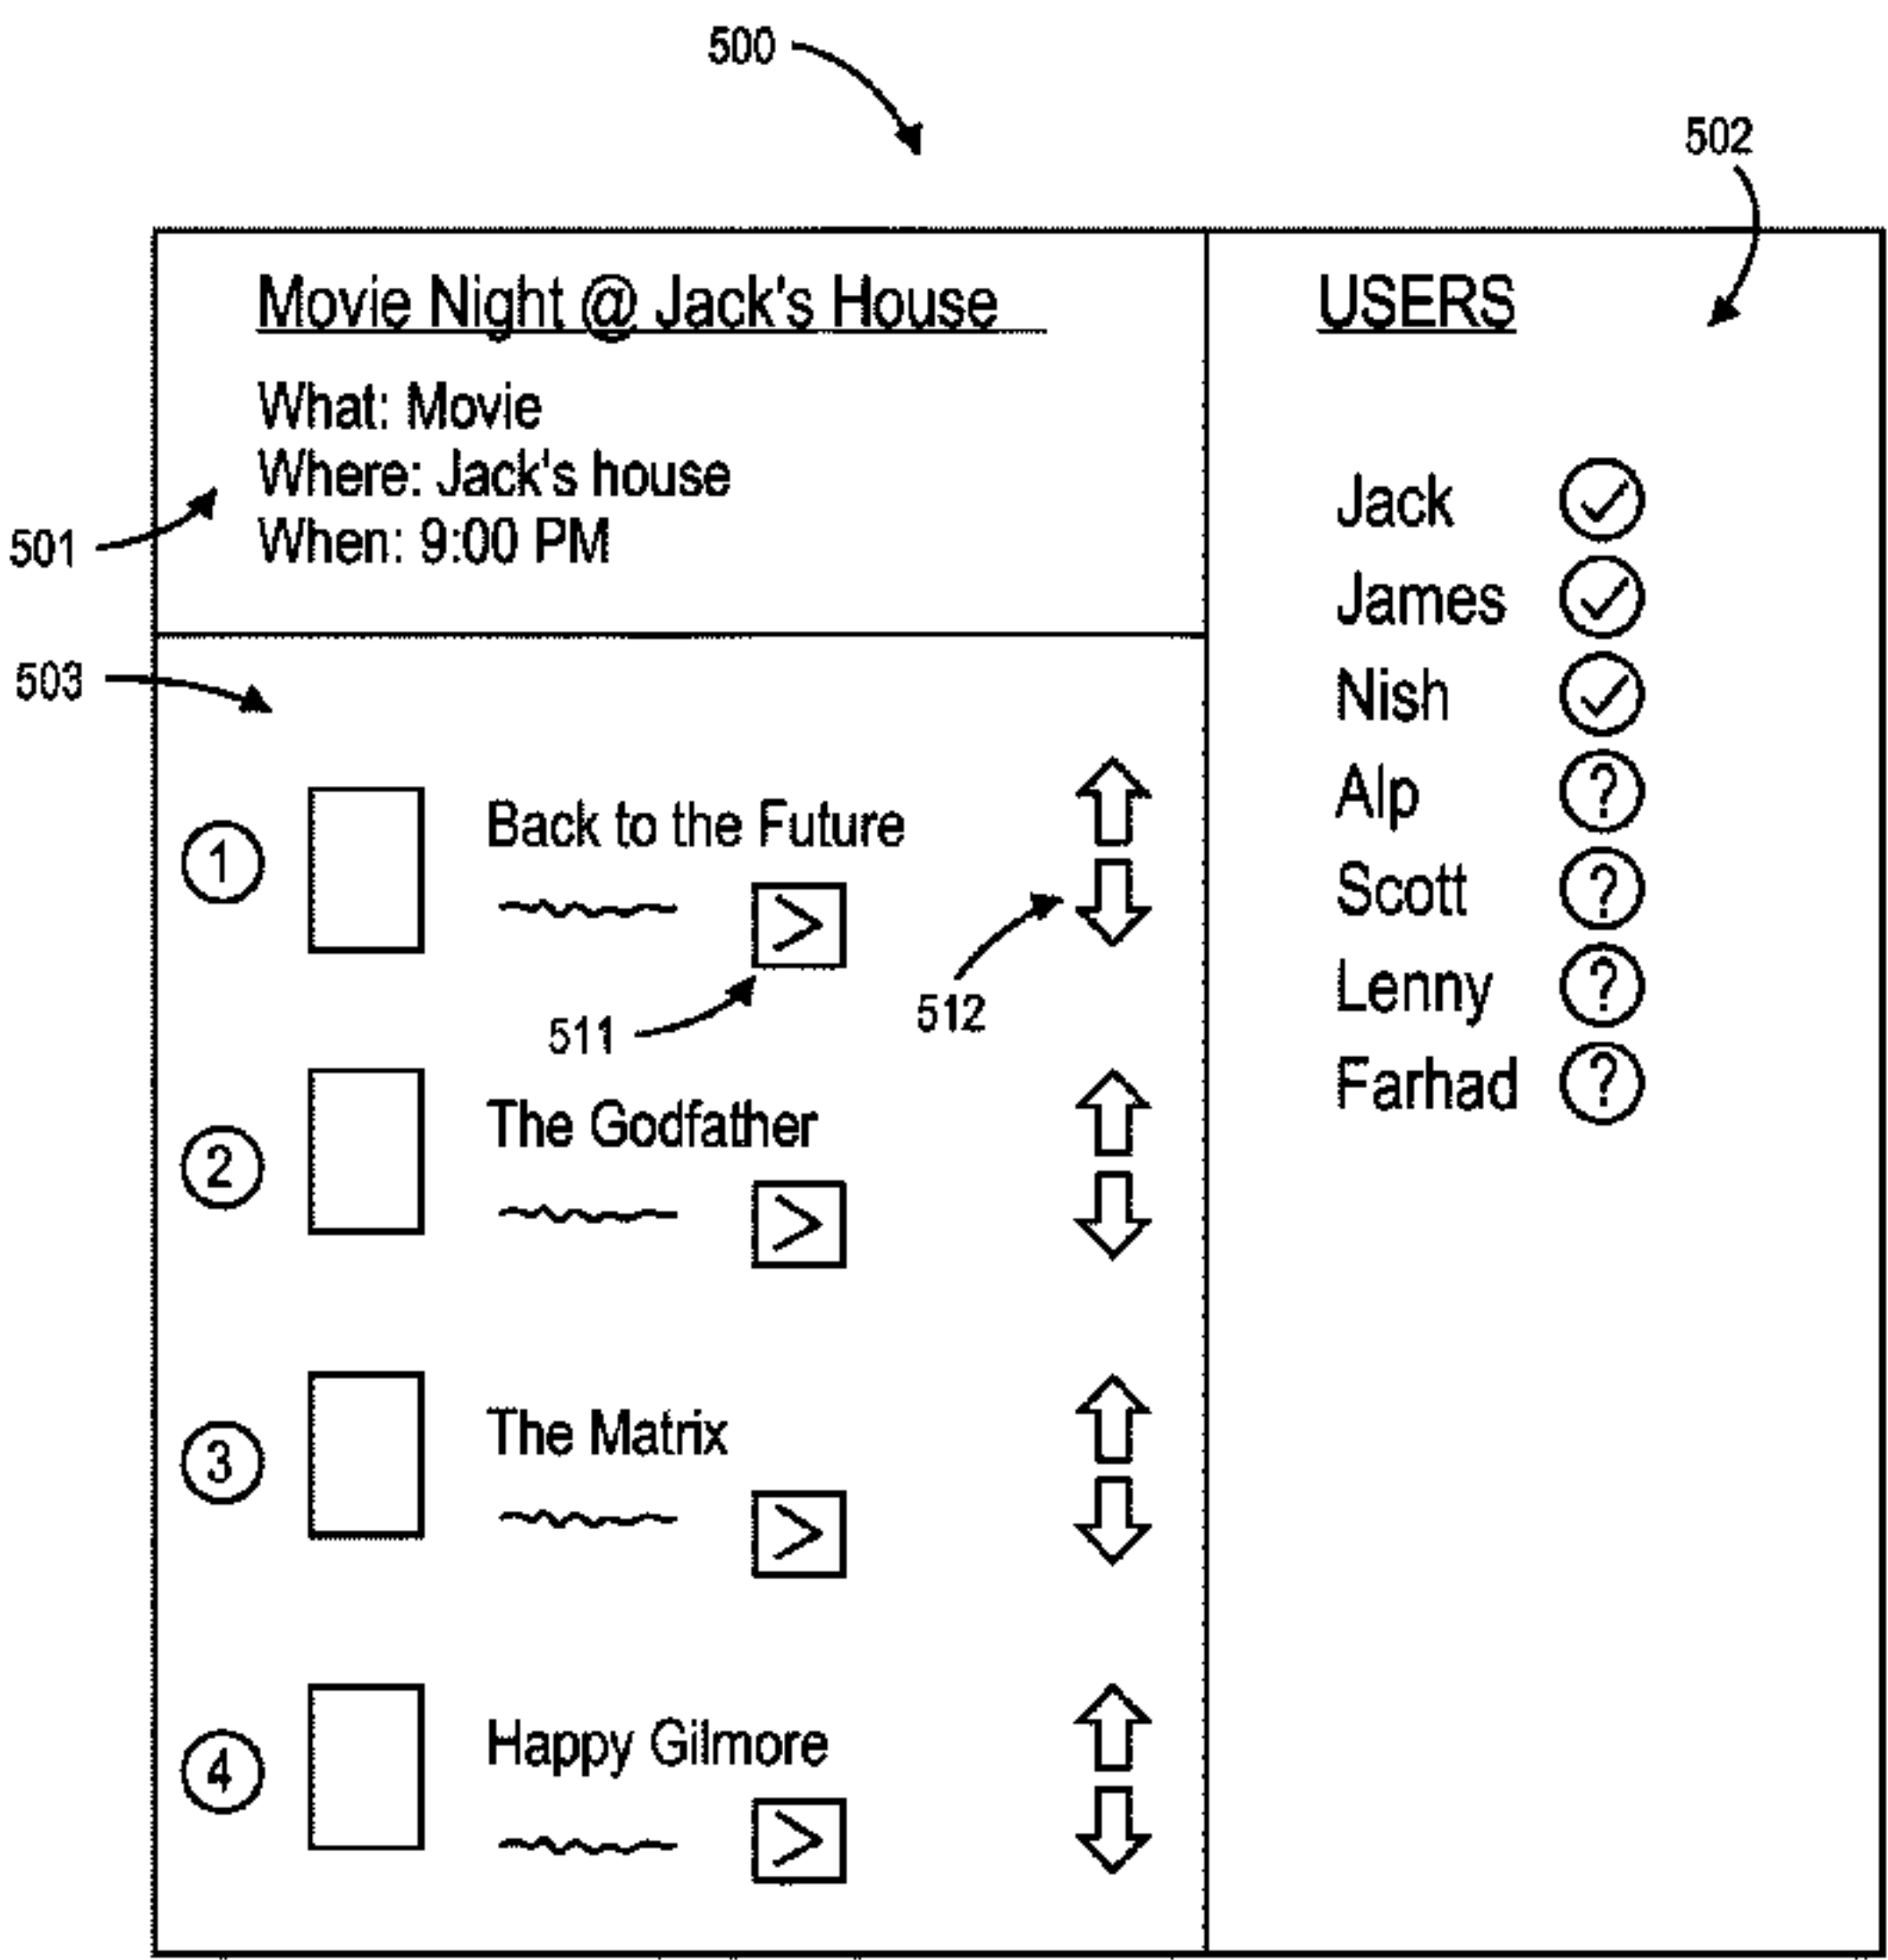 500
502
Movie Night @ Jack's House
What: Movie
Where: Jack's house
When: 9:00 PM
501
503
1
Back to the Future
>
511
512
2
The Godfather
>
3
The Matrix
>
4
Happy Gilmore
>
USERS
Jack ✓
James ✓
Nish ✓
Alp ?
Scott ?
Lenny ?
Farhad ?